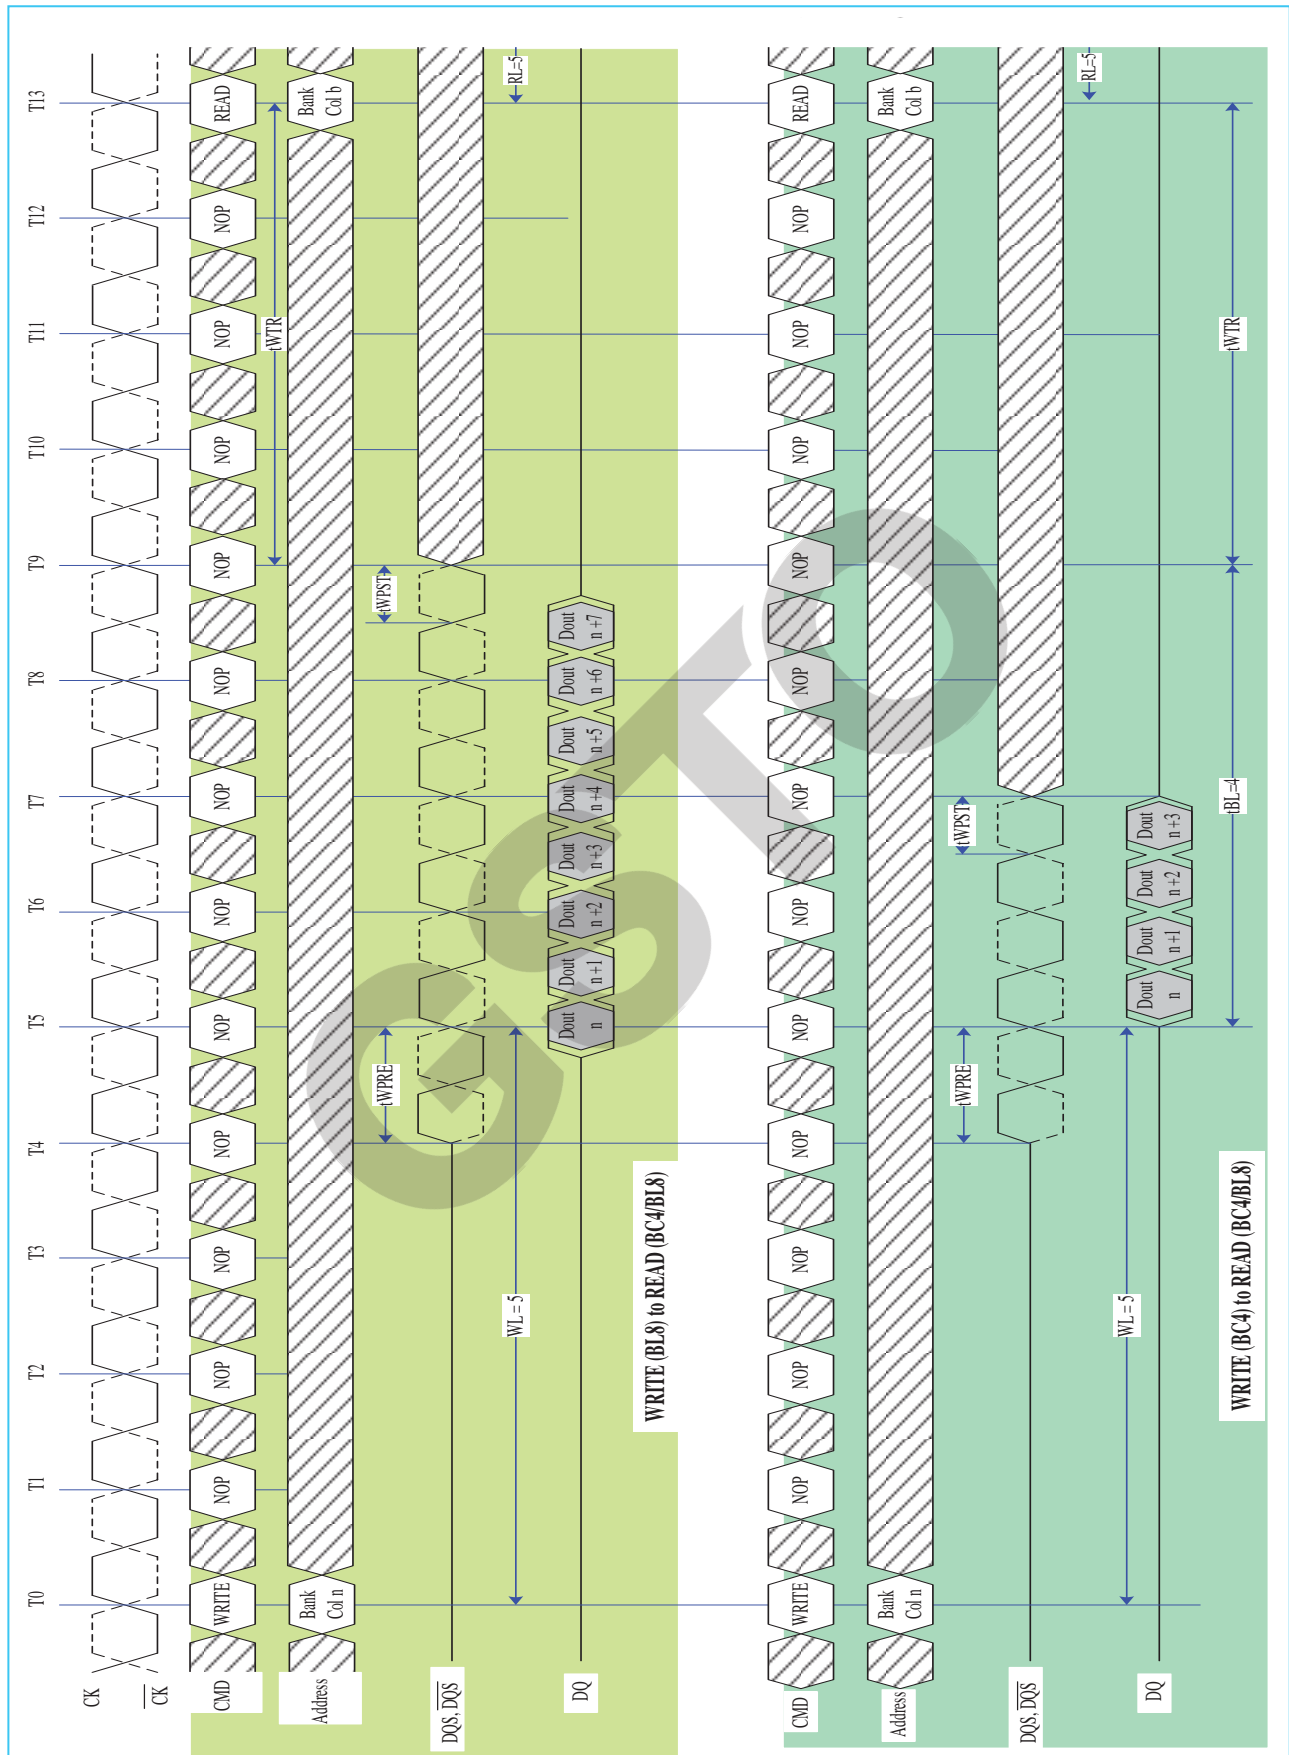 T0 T1 T2 T3 T4 T5 T6 T7 T8 T9 T10 T11 T12 T13
CK
CK
CMD WRITE NOP NOP NOP NOP NOP NOP NOP NOP NOP NOP NOP NOP READ
tWTR
Address Bank Bank
Col n Col b
tWPRE tWPST
DQS, DQS
WL = 5 RL=5
DQ Dout Dout Dout Dout Dout Dout Dout Dout
n n+1 n+2 n+3 n+4 n+5 n+6 n+7
WRITE (BL8) to READ (BC4/BL8)
CMD WRITE NOP NOP NOP NOP NOP NOP NOP NOP NOP NOP NOP NOP READ
Address Bank Bank
Col n Col b
tWPRE tWPST
DQS, DQS
WL = 5 RL=5
DQ Dout Dout Dout Dout
n n+1 n+2 n+3
tBL=4 tWTR
WRITE (BC4) to READ (BC4/BL8)
GSTO